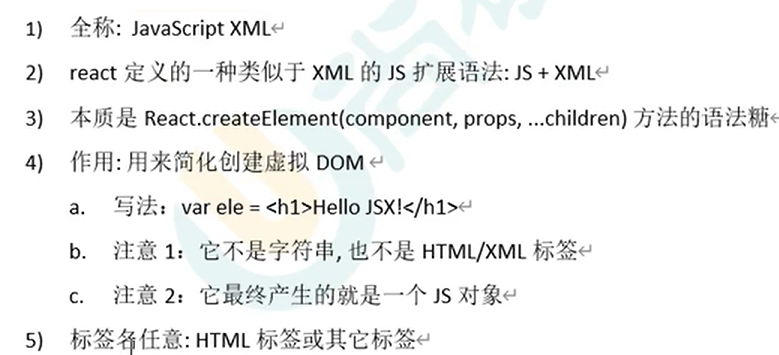 1) 全称: JavaScript XML
2) react 定义的一种类似于 XML 的 JS 扩展语法: JS + XML
3) 本质是 React.createElement(component, props, ...children) 方法的语法糖
4) 作用: 用来简化创建虚拟 DOM
a. 写法：var ele = <h1>Hello JSX!</h1>
b. 注意 1：它不是字符串, 也不是 HTML/XML 标签
c. 注意 2：它最终产生的就是一个 JS 对象
5) 标签名任意: HTML 标签或其它标签